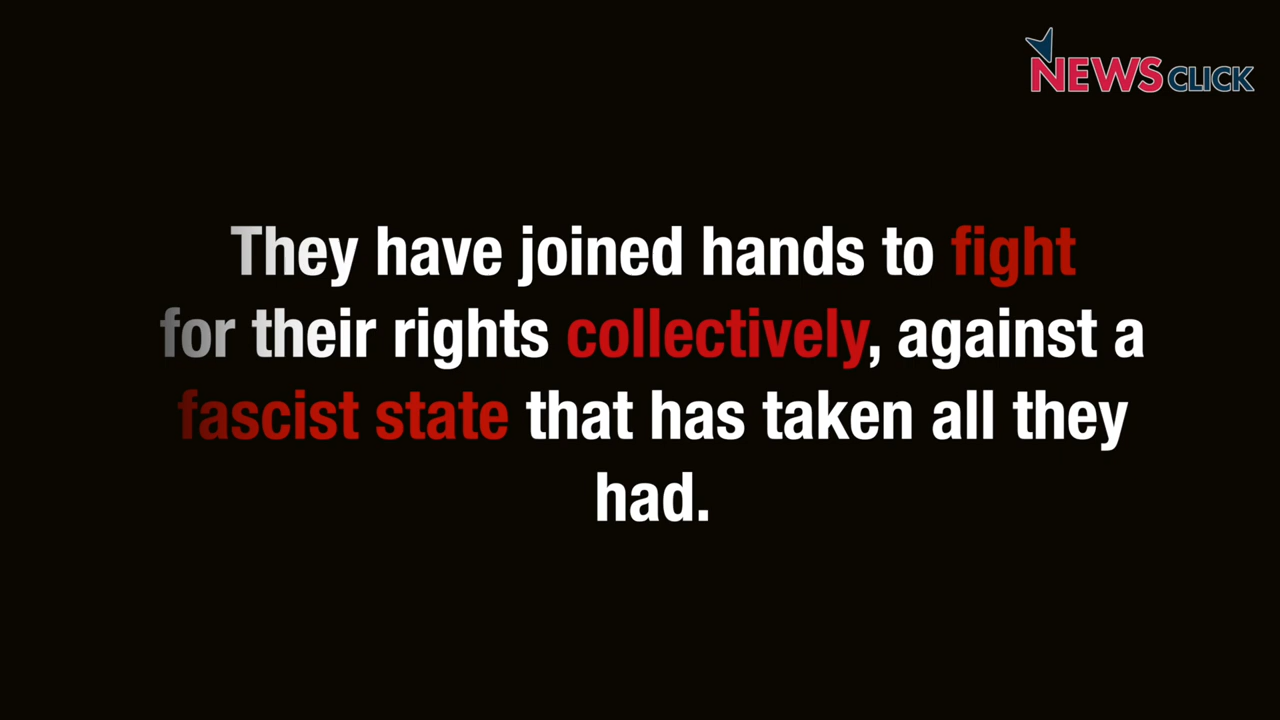 NEWSCLICK
They have joined hands to fight
for their rights collectively, against a
fascist state that has taken all they
had.